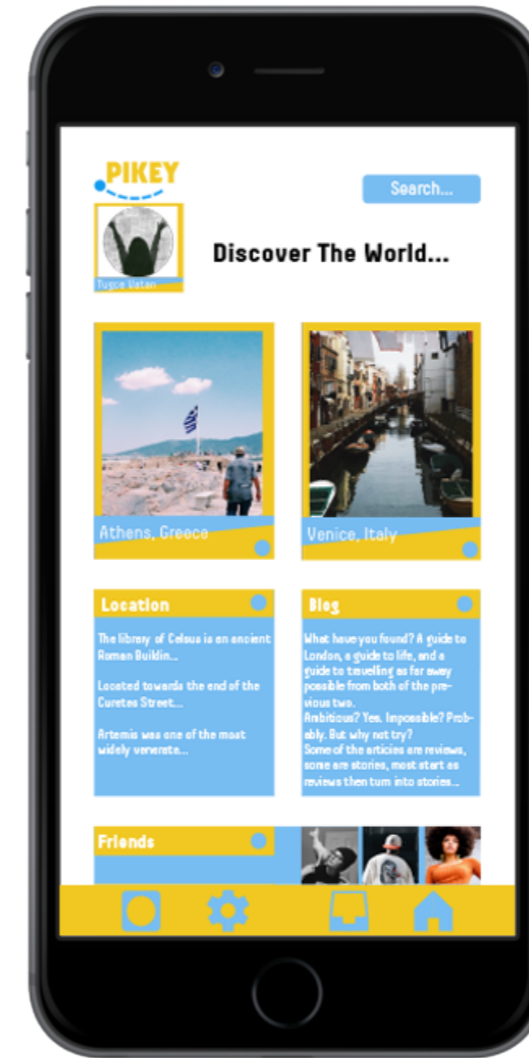 PIKEY
Search...
Tugce Vatan
Discover The World...
Athens, Greece
Venice, Italy
Location
The library of Celsus is an ancient
Roman Buildin...
Located towards the end of the
Curetes Street...
Artemis was one of the most
widely venerate...
Blog
What have you found? A guide to
London, a guide to life, and a
guide to travelling as far away
possible from both of the pre-
vious two.
Ambitious? Yes. Impossible? Prob-
ably. But why not try?
Some of the articles are reviews,
some are stories, most start as
reviews then turn into stories...
Friends